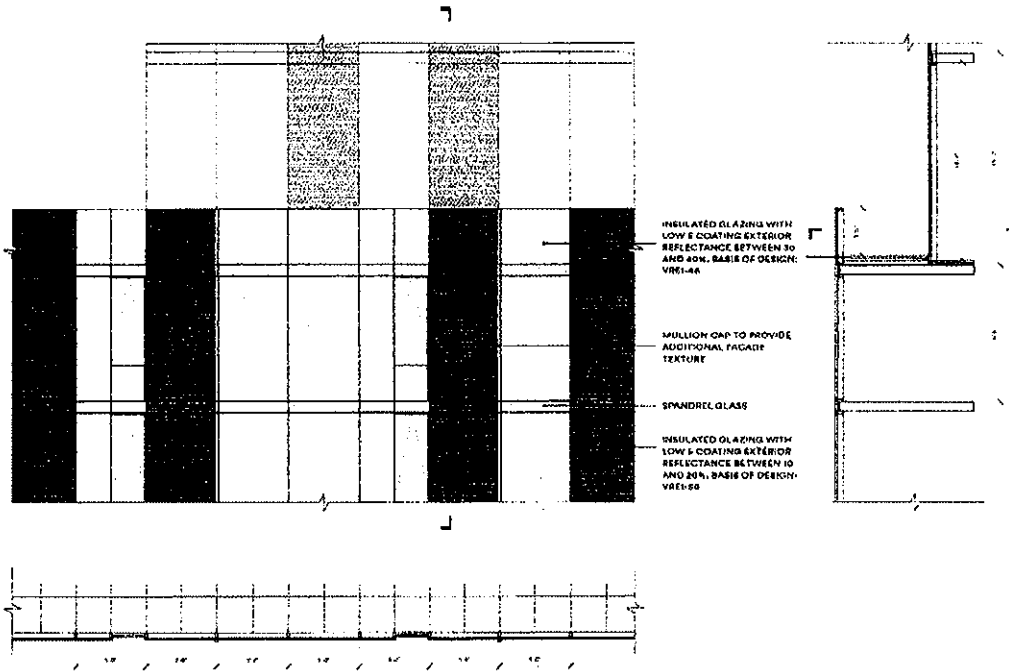 INSULATED GLAZING WITH
LOW E COATING EXTERIOR
REFLECTANCE BETWEEN 30
AND 40%. BASIS OF DESIGN:
VRE1-46
MULLION CAP TO PROVIDE
ADDITIONAL FACADE
TEXTURE
SPANDREL GLASS
INSULATED GLAZING WITH
LOW E COATING EXTERIOR
REFLECTANCE BETWEEN 10
AND 20%. BASIS OF DESIGN: